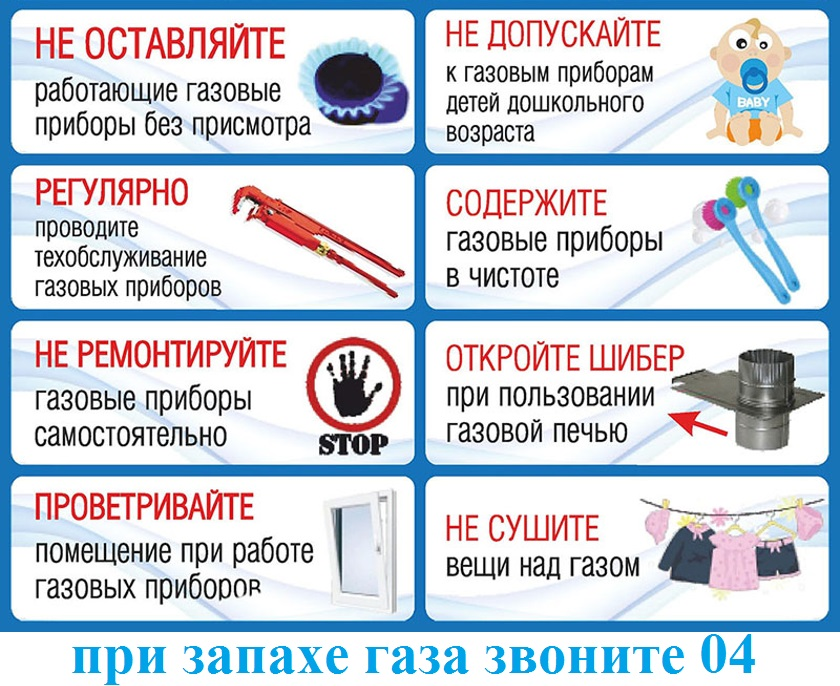 НЕ ОСТАВЛЯЙТЕ
работающие газовые
приборы без присмотра
НЕ ДОПУСКАЙТЕ
к газовым приборам
детей дошкольного
возраста
BABY
РЕГУЛЯРНО
проводите
техобслуживание
газовых приборов
СОДЕРЖИТЕ
газовые приборы
в чистоте
НЕ РЕМОНТИРУЙТЕ
газовые приборы
самостоятельно
STOP
ОТКРОЙТЕ ШИБЕР
при пользовании
газовой печью
ПРОВЕТРИВАЙТЕ
помещение при работе
газовых приборов
НЕ СУШИТЕ
вещи над газом
при запахе газа звоните 04